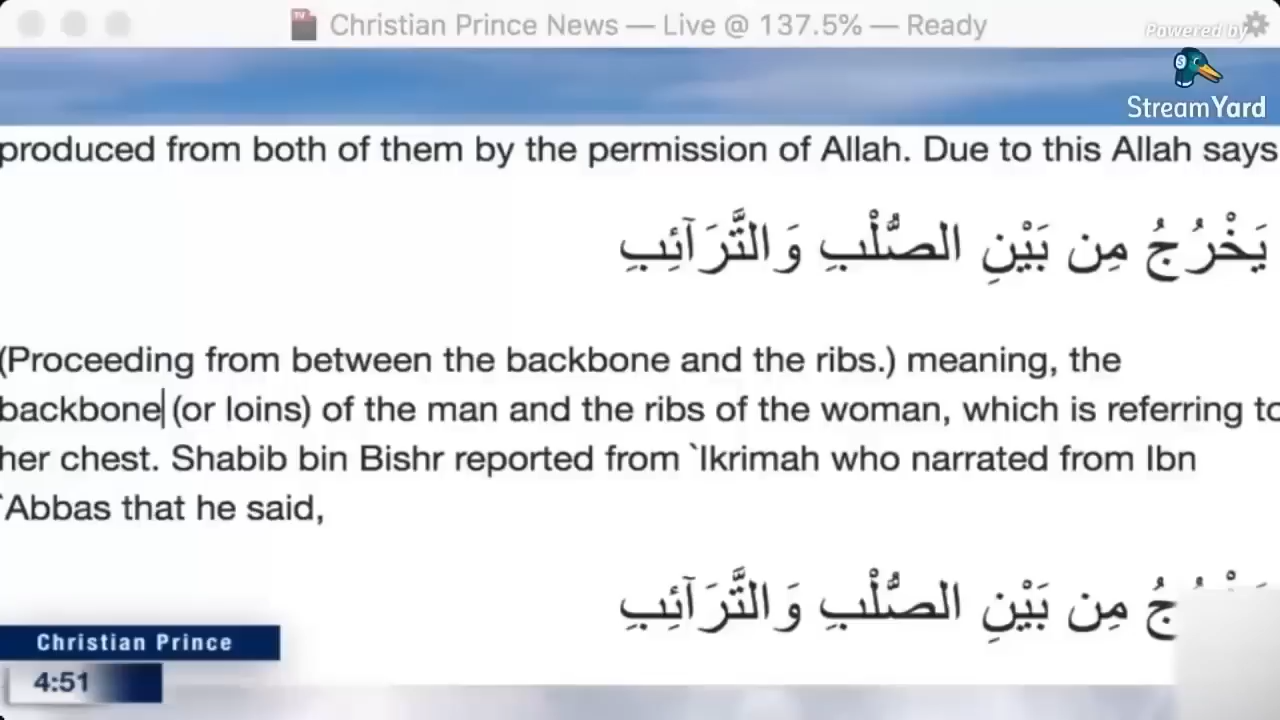 Christian Prince News — Live @ 137.5% — Ready
Powered by
StreamYard
produced from both of them by the permission of Allah. Due to this Allah says
يَخْرُجُ مِن بَيْنِ الصُّلْبِ وَالتَّرَآئِبِ
(Proceeding from between the backbone and the ribs.) meaning, the
backbone (or loins) of the man and the ribs of the woman, which is referring to
her chest. Shabib bin Bishr reported from `Ikrimah who narrated from Ibn
`Abbas that he said,
مِن بَيْنِ الصُّلْبِ وَالتَّرَآئِبِ
Christian Prince
4:51